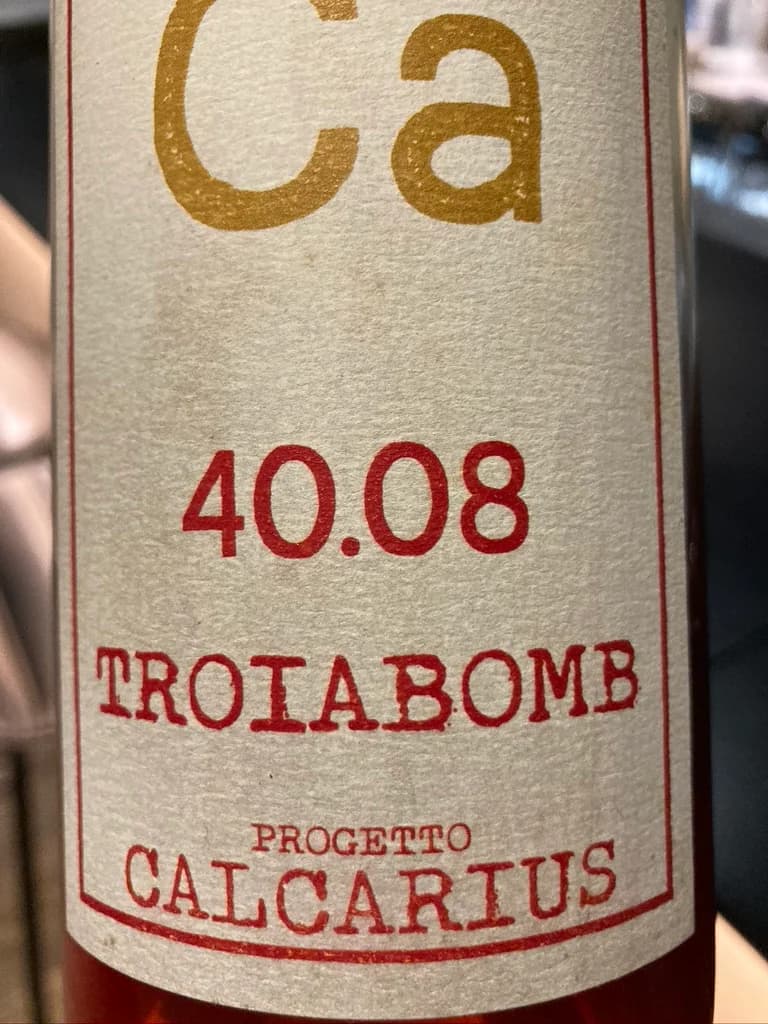 Ca
40.08
TROIABOMB
PROGETTO
CALCARIUS